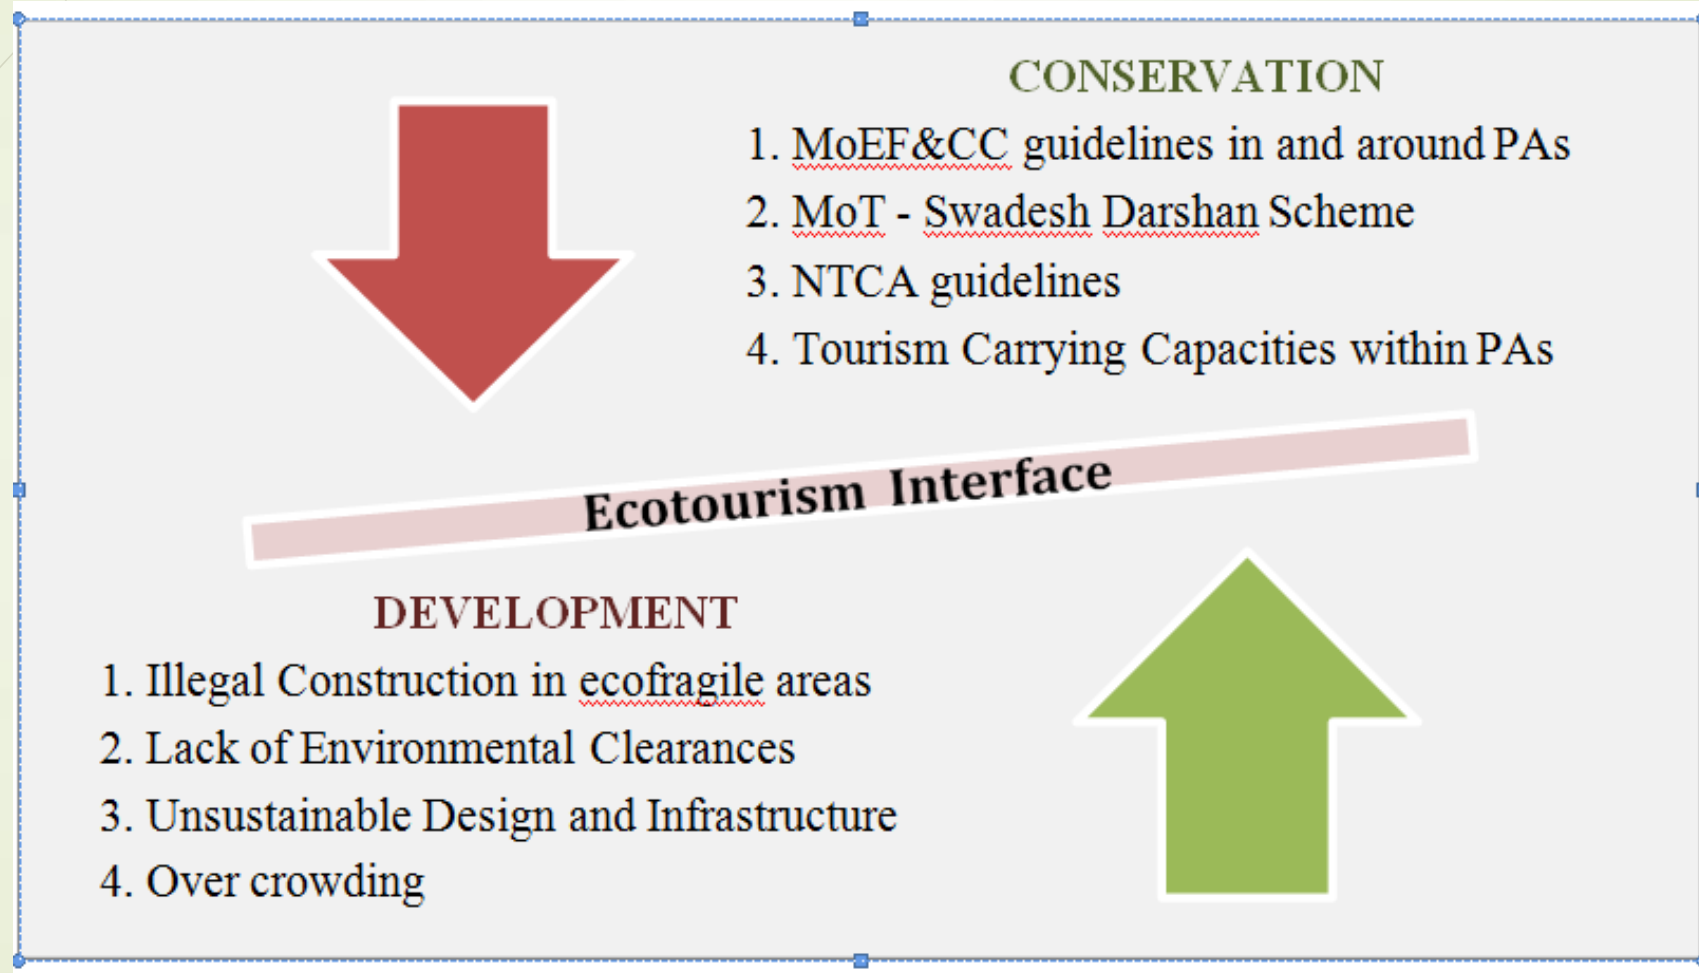 CONSERVATION
1. MoEF&CC guidelines in and around PAs
2. MoT - Swadesh Darshan Scheme
3. NTCA guidelines
4. Tourism Carrying Capacities within PAs
Ecotourism Interface
DEVELOPMENT
1. Illegal Construction in ecofragile areas
2. Lack of Environmental Clearances
3. Unsustainable Design and Infrastructure
4. Over crowding